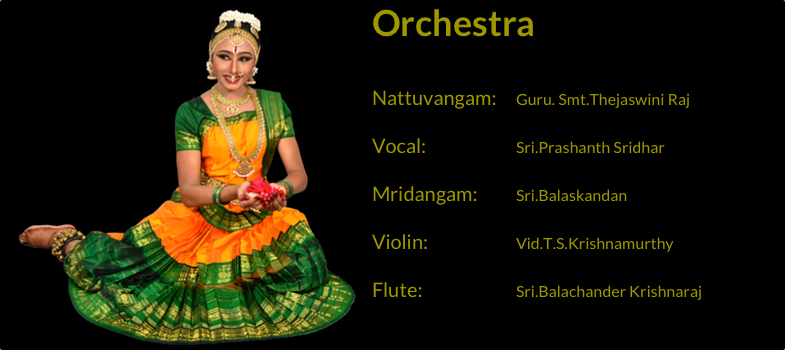 Orchestra
Nattuvangam: Guru. Smt.Thejaswini Raj
Vocal: Sri.Prashanth Sridhar
Mridangam: Sri.Balaskandan
Violin: Vid.T.S.Krishnamurthy
Flute: Sri.Balachander Krishnaraj